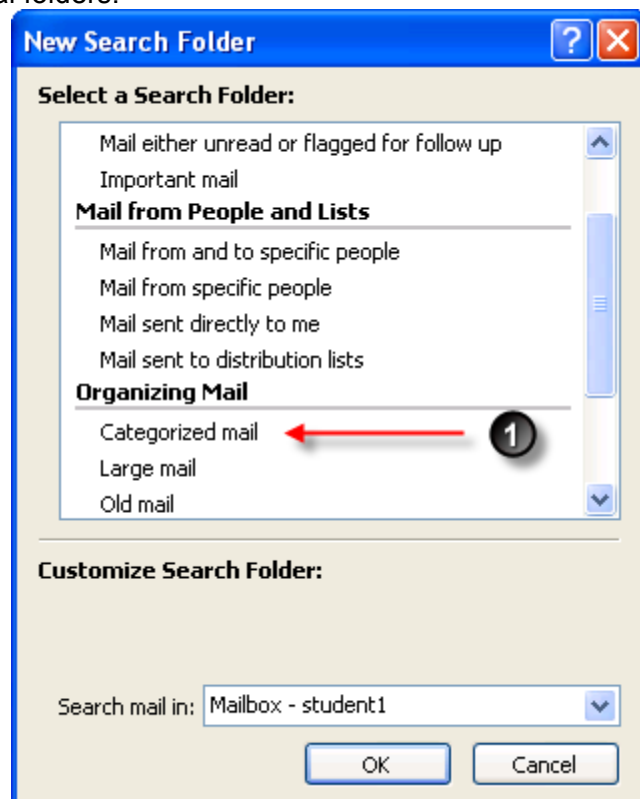 al folders.
New Search Folder
Select a Search Folder:
Mail either unread or flagged for follow up
Important mail
Mail from People and Lists
Mail from and to specific people
Mail from specific people
Mail sent directly to me
Mail sent to distribution lists
Organizing Mail
Categorized mail 1
Large mail
Old mail
Customize Search Folder:
Search mail in: Mailbox - student1
OK Cancel